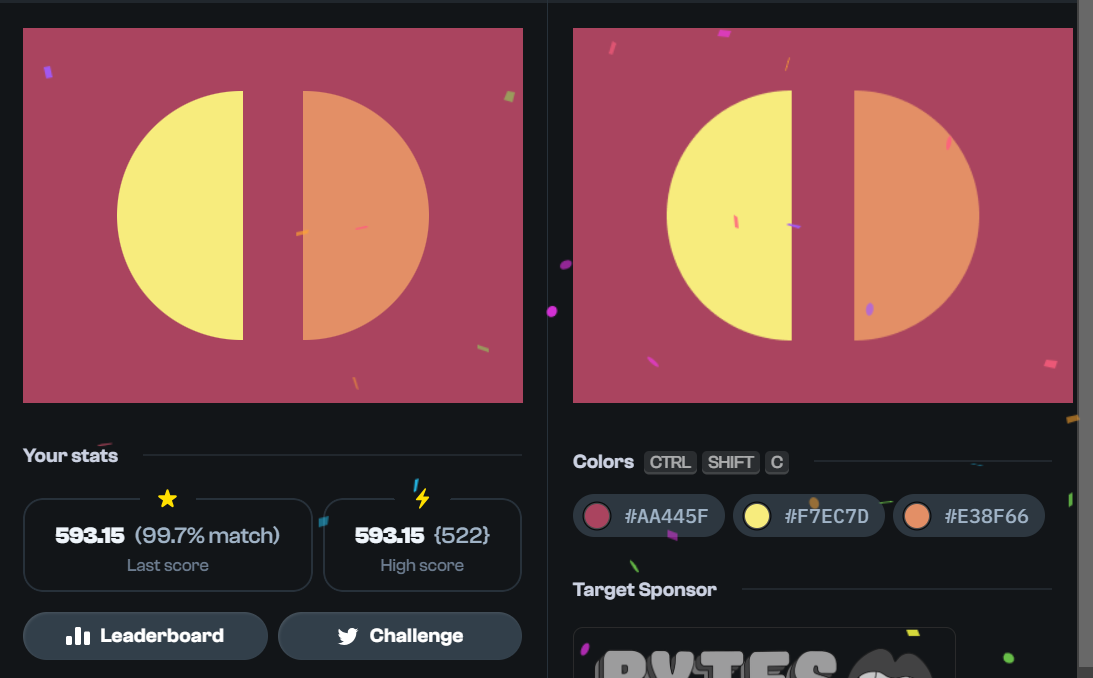 Your stats
593.15 (99.7% match)
Last score
593.15 {522}
High score
Leaderboard
Challenge
Colors CTRL SHIFT C
#AA445F
#F7EC7D
#E38F66
Target Sponsor
BYTES